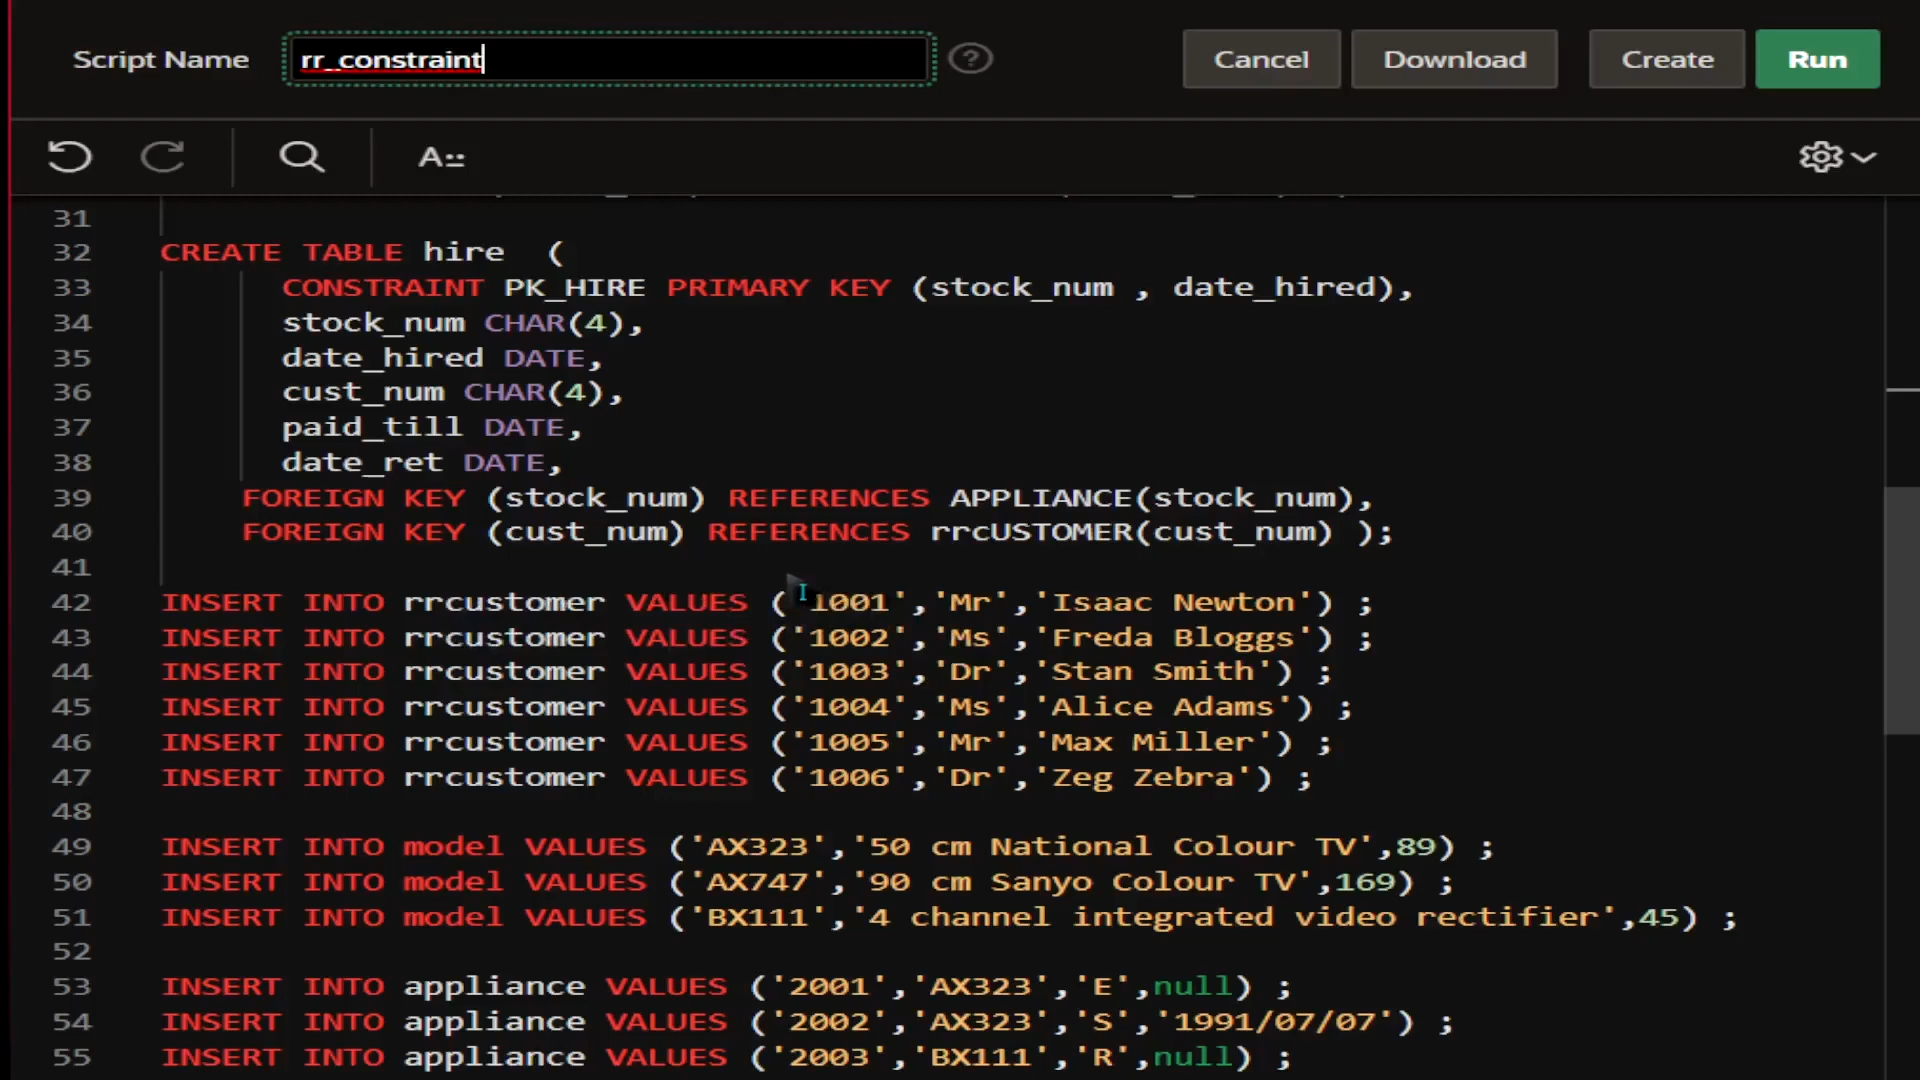 Script Name rr_constraint ? Cancel Download Create Run
31
32 CREATE TABLE hire (
33 CONSTRAINT PK_HIRE PRIMARY KEY (stock_num , date_hired),
34 stock_num CHAR(4),
35 date_hired DATE,
36 cust_num CHAR(4),
37 paid_till DATE,
38 date_ret DATE,
39 FOREIGN KEY (stock_num) REFERENCES APPLIANCE(stock_num),
40 FOREIGN KEY (cust_num) REFERENCES rrcUSTOMER(cust_num) );
41
42 INSERT INTO rrcustomer VALUES ('1001','Mr','Isaac Newton') ;
43 INSERT INTO rrcustomer VALUES ('1002','Ms','Freda Bloggs') ;
44 INSERT INTO rrcustomer VALUES ('1003','Dr','Stan Smith') ;
45 INSERT INTO rrcustomer VALUES ('1004','Ms','Alice Adams') ;
46 INSERT INTO rrcustomer VALUES ('1005','Mr','Max Miller') ;
47 INSERT INTO rrcustomer VALUES ('1006','Dr','Zeg Zebra') ;
48
49 INSERT INTO model VALUES ('AX323','50 cm National Colour TV',89) ;
50 INSERT INTO model VALUES ('AX747','90 cm Sanyo Colour TV',169) ;
51 INSERT INTO model VALUES ('BX111','4 channel integrated video rectifier',45) ;
52
53 INSERT INTO appliance VALUES ('2001','AX323','E',null) ;
54 INSERT INTO appliance VALUES ('2002','AX323','S','1991/07/07') ;
55 INSERT INTO appliance VALUES ('2003','BX111','R',null) ;